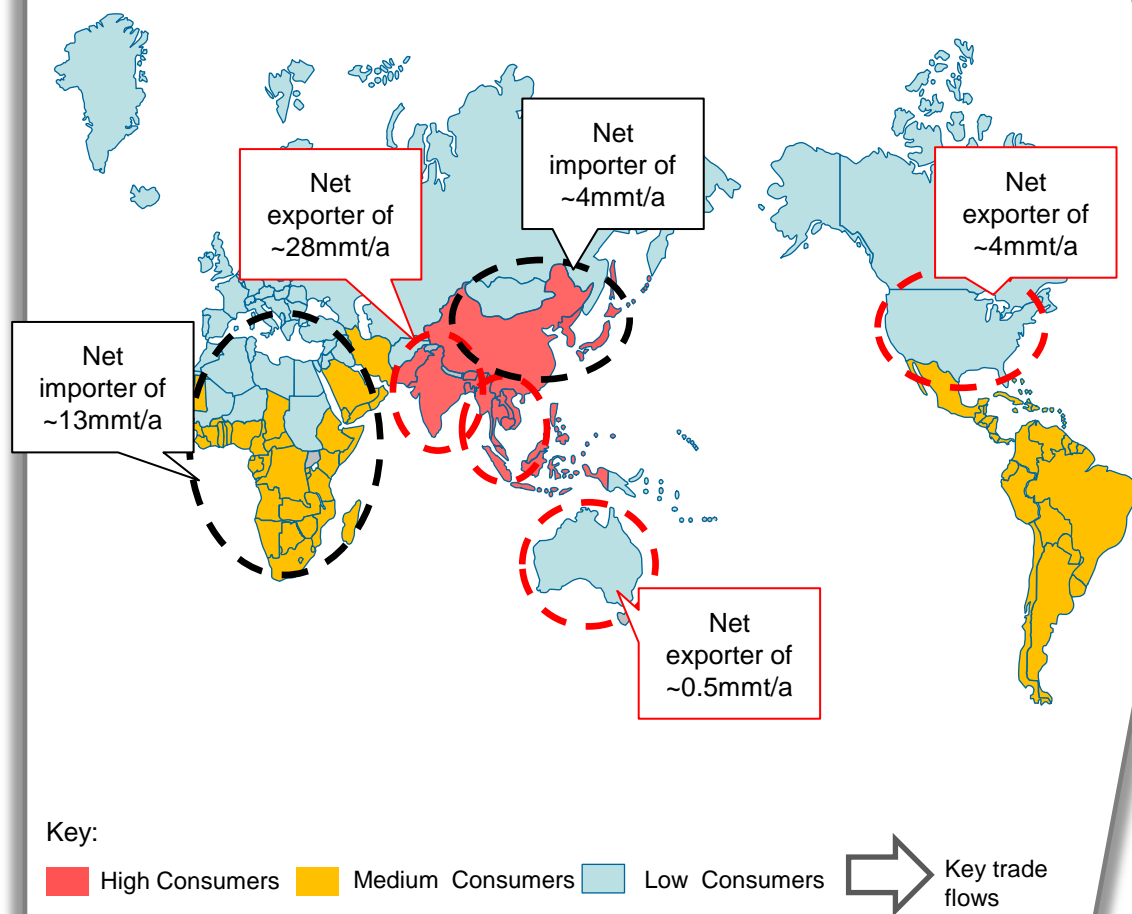 Net
importer of
~4mmt/a
Net
exporter of
~28mmt/a
Net
exporter of
~4mmt/a
Net
importer of
~13mmt/a
Net
exporter of
~0.5mmt/a
Key:
High Consumers
Medium Consumers
Low Consumers
Key trade
flows